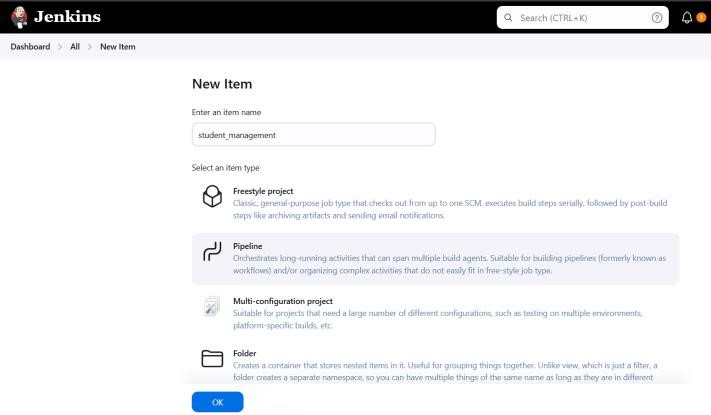 Jenkins
Search (CTRL+K)
?
1
Dashboard > All > New Item
New Item
Enter an item name
student_management
Select an item type
Freestyle project
Classic, general-purpose job type that checks out from up to one SCM, executes build steps serially, followed by post-build
steps like archiving artifacts and sending email notifications.
Pipeline
Orchestrates long-running activities that can span multiple build agents. Suitable for building pipelines (formerly known as
workflows) and/or organizing complex activities that do not easily fit in free-style job type.
Multi-configuration project
Suitable for projects that need a large number of different configurations, such as testing on multiple environments,
platform-specific builds, etc.
Folder
Creates a container that stores nested items in it. Useful for grouping things together. Unlike view, which is just a filter, a
folder creates a separate namespace, so you can have multiple things of the same name as long as they are in different
OK